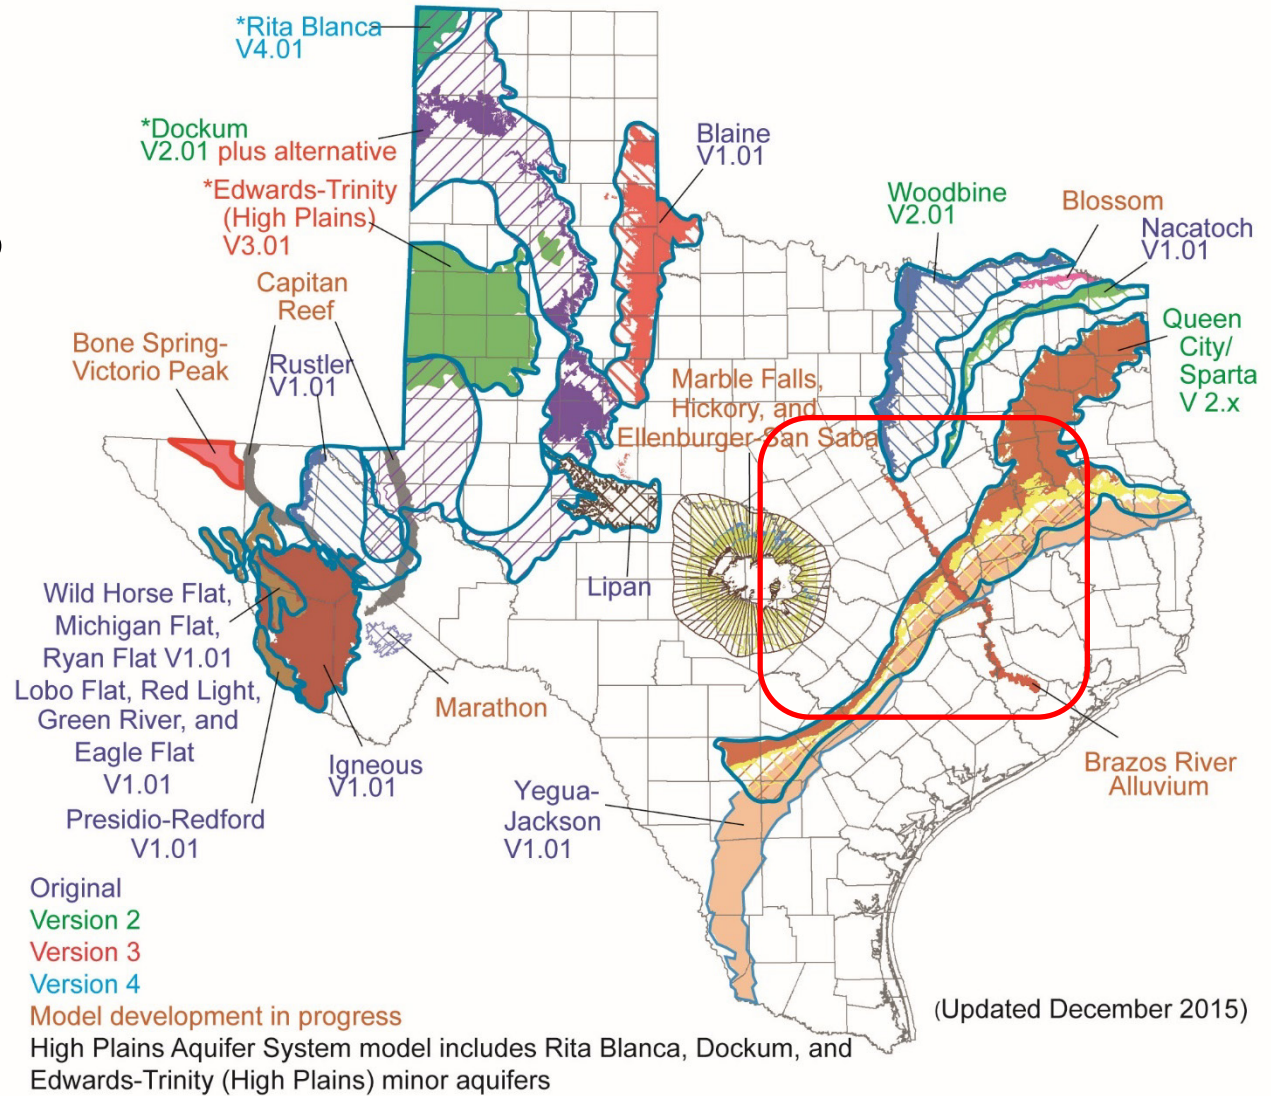 *Rita Blanca
V4.01
*Dockum
V2.01 plus alternative
*Edwards-Trinity
(High Plains)
V3.01
Capitan
Reef
Bone Spring-
Victorio Peak
Rustler
V1.01
Blaine
V1.01
Woodbine
V2.01
Blossom
Nacatoch
V1.01
Queen
City/
Sparta
V 2.x
Marble Falls,
Hickory, and
Ellenburger-San Saba
Lipan
Wild Horse Flat,
Michigan Flat,
Ryan Flat V1.01
Lobo Flat, Red Light,
Green River, and
Eagle Flat
V1.01
Presidio-Redford
V1.01
Marathon
Igneous
V1.01
Yegua-
Jackson
V1.01
Brazos River
Alluvium
Original
Version 2
Version 3
Version 4
Model development in progress
High Plains Aquifer System model includes Rita Blanca, Dockum, and
Edwards-Trinity (High Plains) minor aquifers
(Updated December 2015)